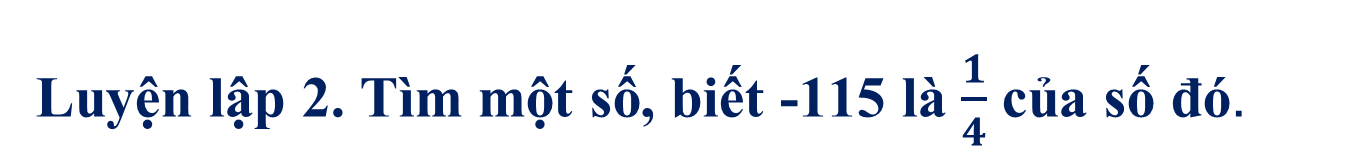 Luyện lập 2. Tìm một số, biết -115 là 1/4 của số đó.